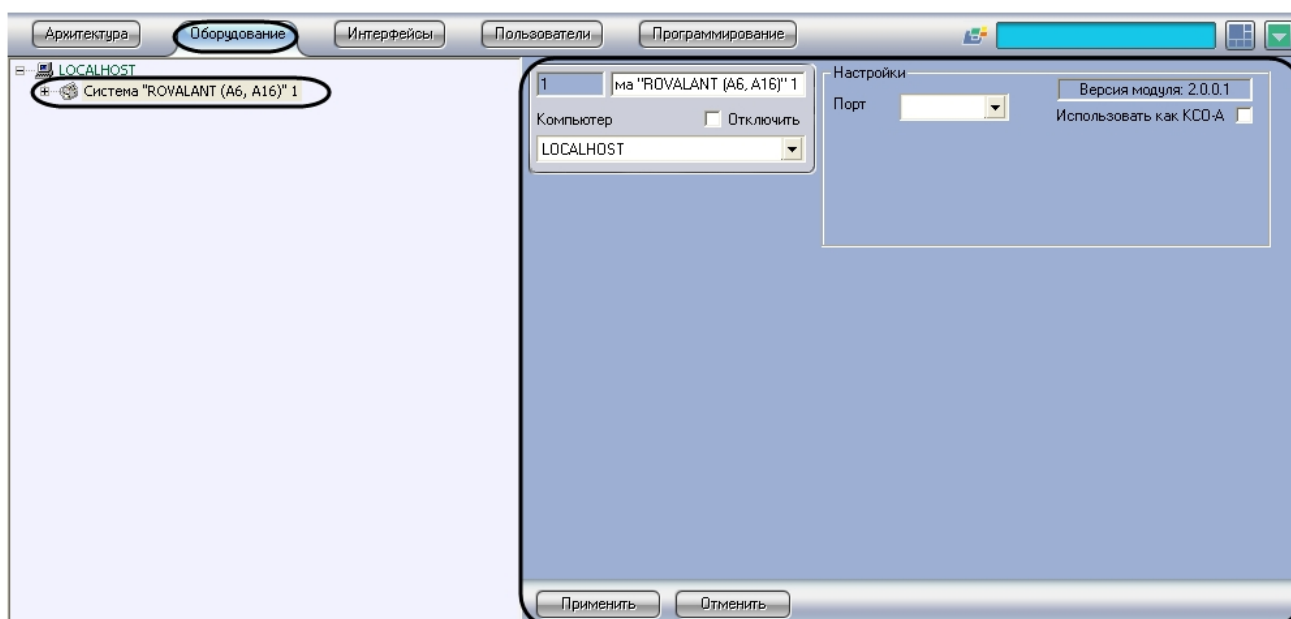 Архитектура Оборудование Интерфейсы Пользователи Программирование
LOCALHOST
Система "ROVALANT (A6, A16)" 1
1 ма "ROVALANT (A6, A16)" 1
Компьютер Отключить
LOCALHOST
Настройки
Версия модуля: 2.0.0.1
Порт
Использовать как КСО-А
Применить Отменить